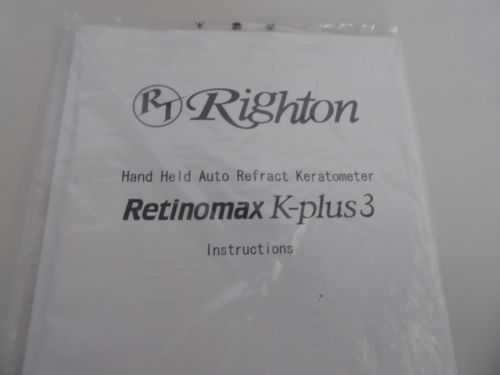 RT Righton
Hand Held Auto Refract Keratometer
Retinomax K-plus3
Instructions